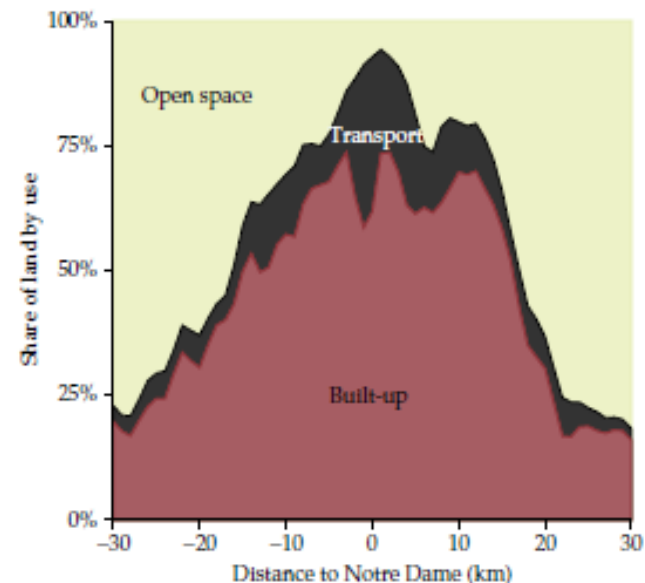 100%
Open space
Transport
75%
50%
Share of land by use
Built-up
25%
0%
−30
−20
−10
0
10
20
30
Distance to Notre Dame (km)